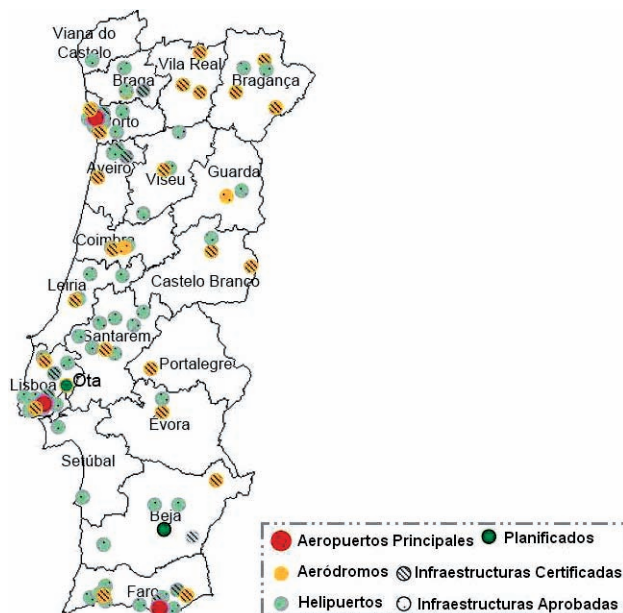 Viana do
Castelo
Braga
Vila Real
Bragança
Porto
Aveiro
Viseu
Guarda
Coimbra
Castelo Branco
Leiria
Santarem
Portalegre
Lisboa
Ota
Évora
Setúbal
Beja
Faro
Aeropuertos Principales
Planificados
Aeródromos
Infraestructuras Certificadas
Helipuertos
Infraestructuras Aprobadas